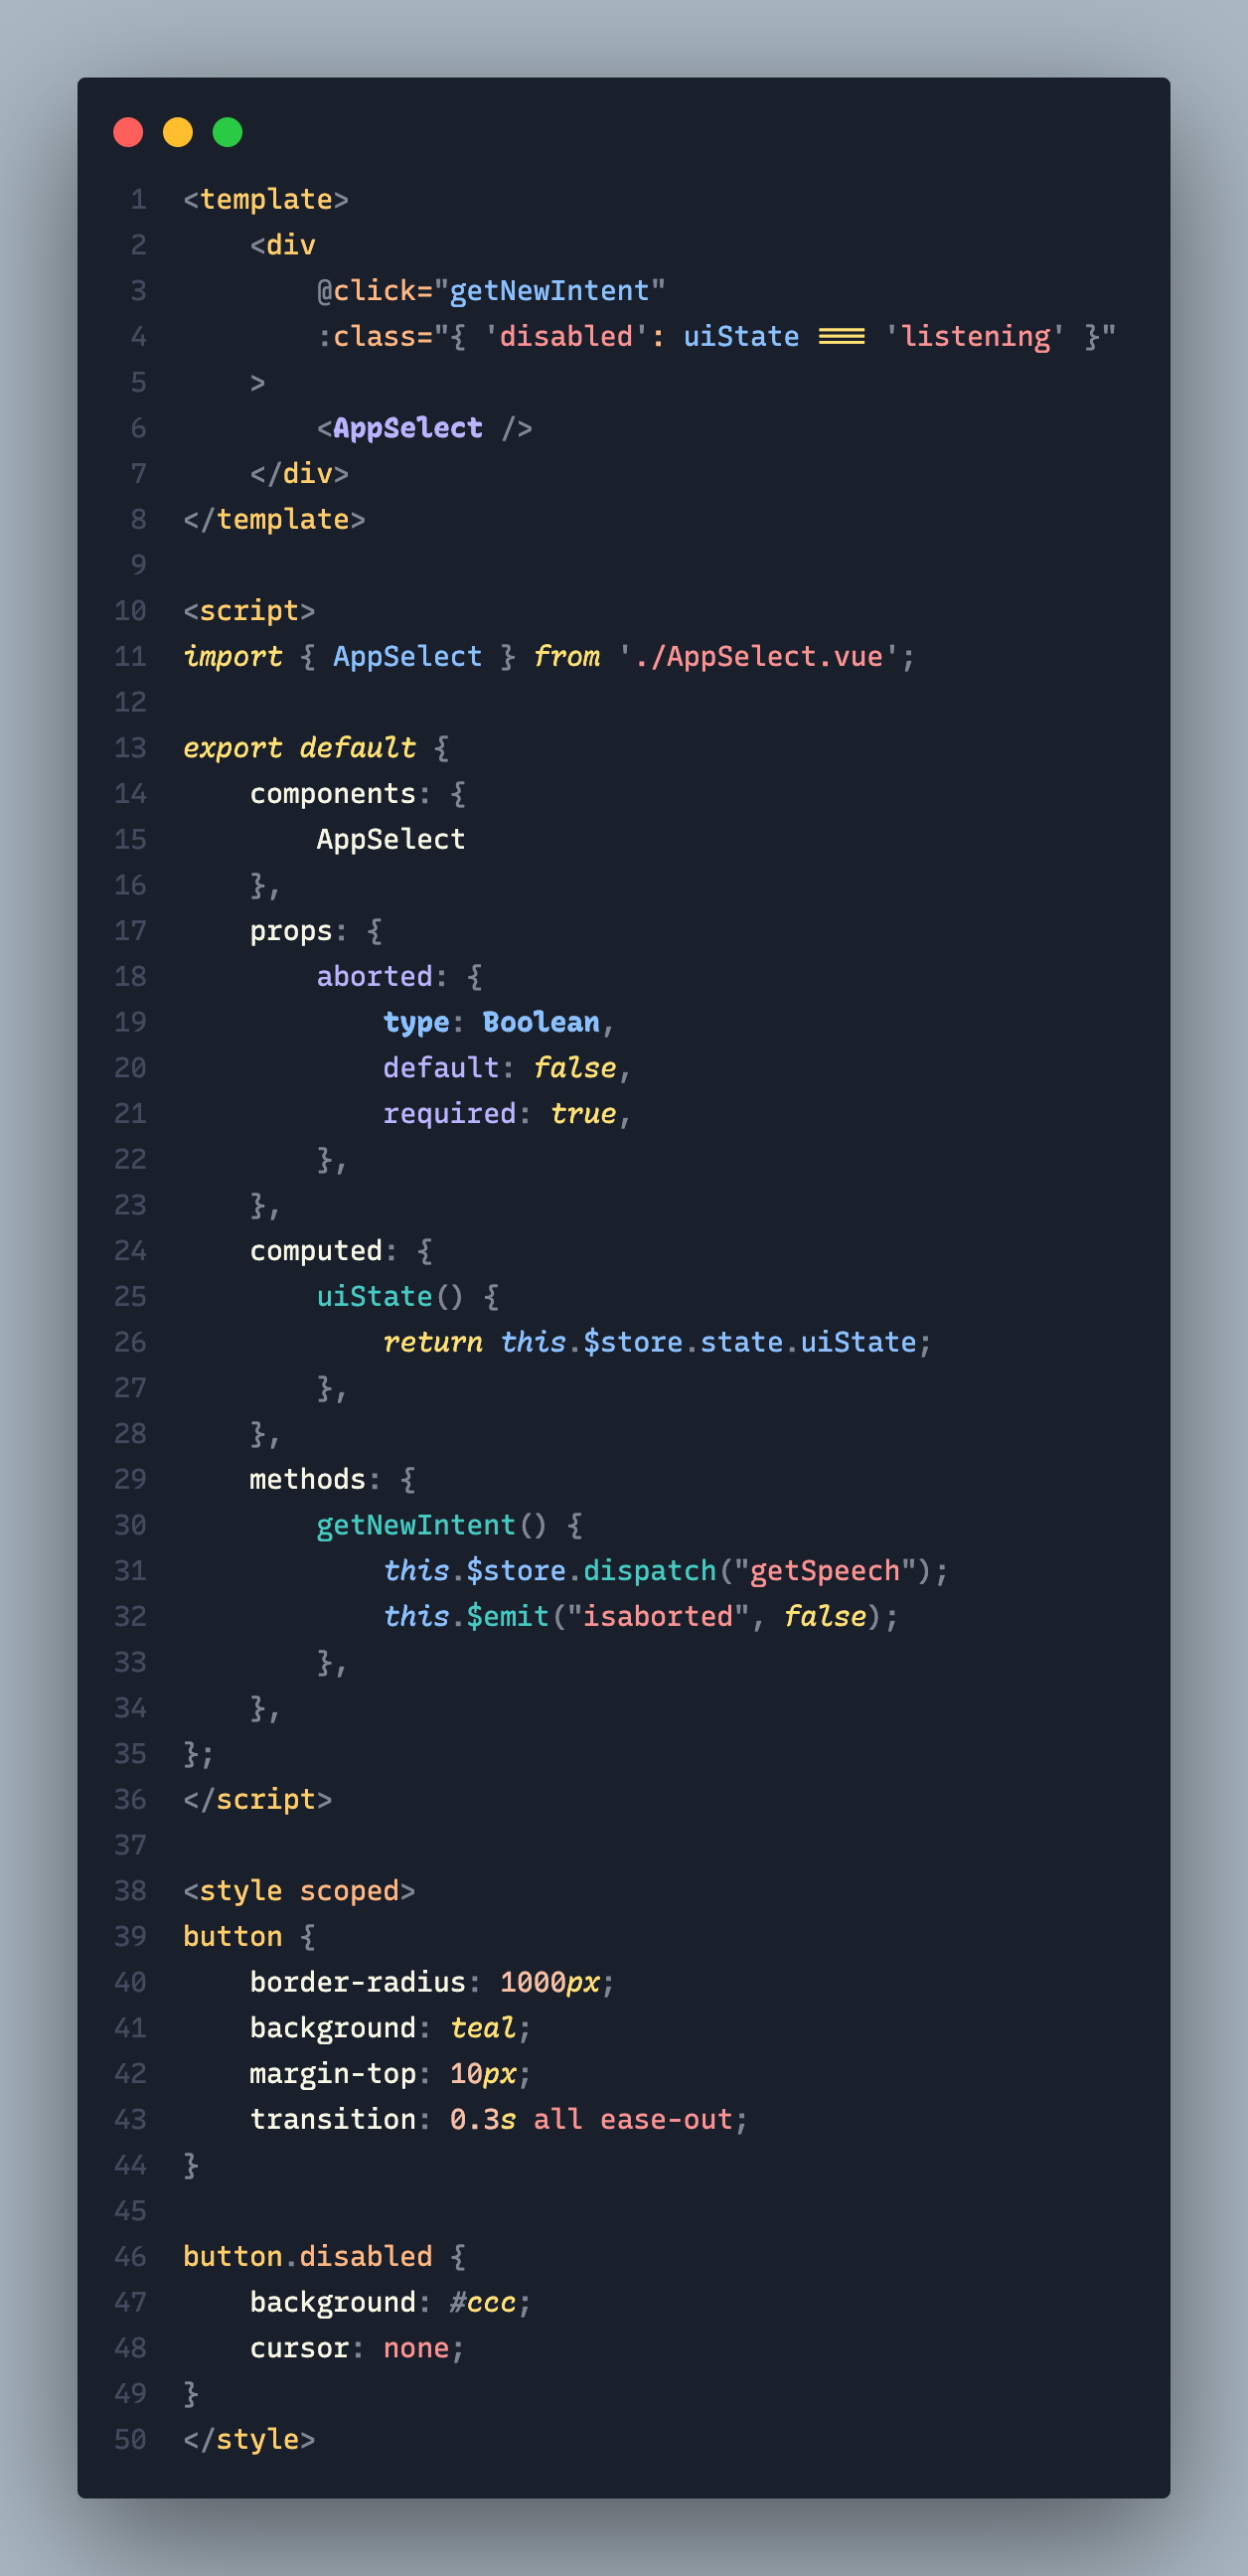 1 <template>
2     <div
3         @click="getNewIntent"
4         :class="{ 'disabled': uiState === 'listening' }"
5     >
6         <AppSelect />
7     </div>
8 </template>
9
10 <script>
11 import { AppSelect } from './AppSelect.vue';
12
13 export default {
14     components: {
15         AppSelect
16     },
17     props: {
18         aborted: {
19             type: Boolean,
20             default: false,
21             required: true,
22         },
23     },
24     computed: {
25         uiState() {
26             return this.$store.state.uiState;
27         },
28     },
29     methods: {
30         getNewIntent() {
31             this.$store.dispatch("getSpeech");
32             this.$emit("isaborted", false);
33         },
34     },
35 };
36 </script>
37
38 <style scoped>
39 button {
40     border-radius: 1000px;
41     background: teal;
42     margin-top: 10px;
43     transition: 0.3s all ease-out;
44 }
45
46 button.disabled {
47     background: #ccc;
48     cursor: none;
49 }
50 </style>